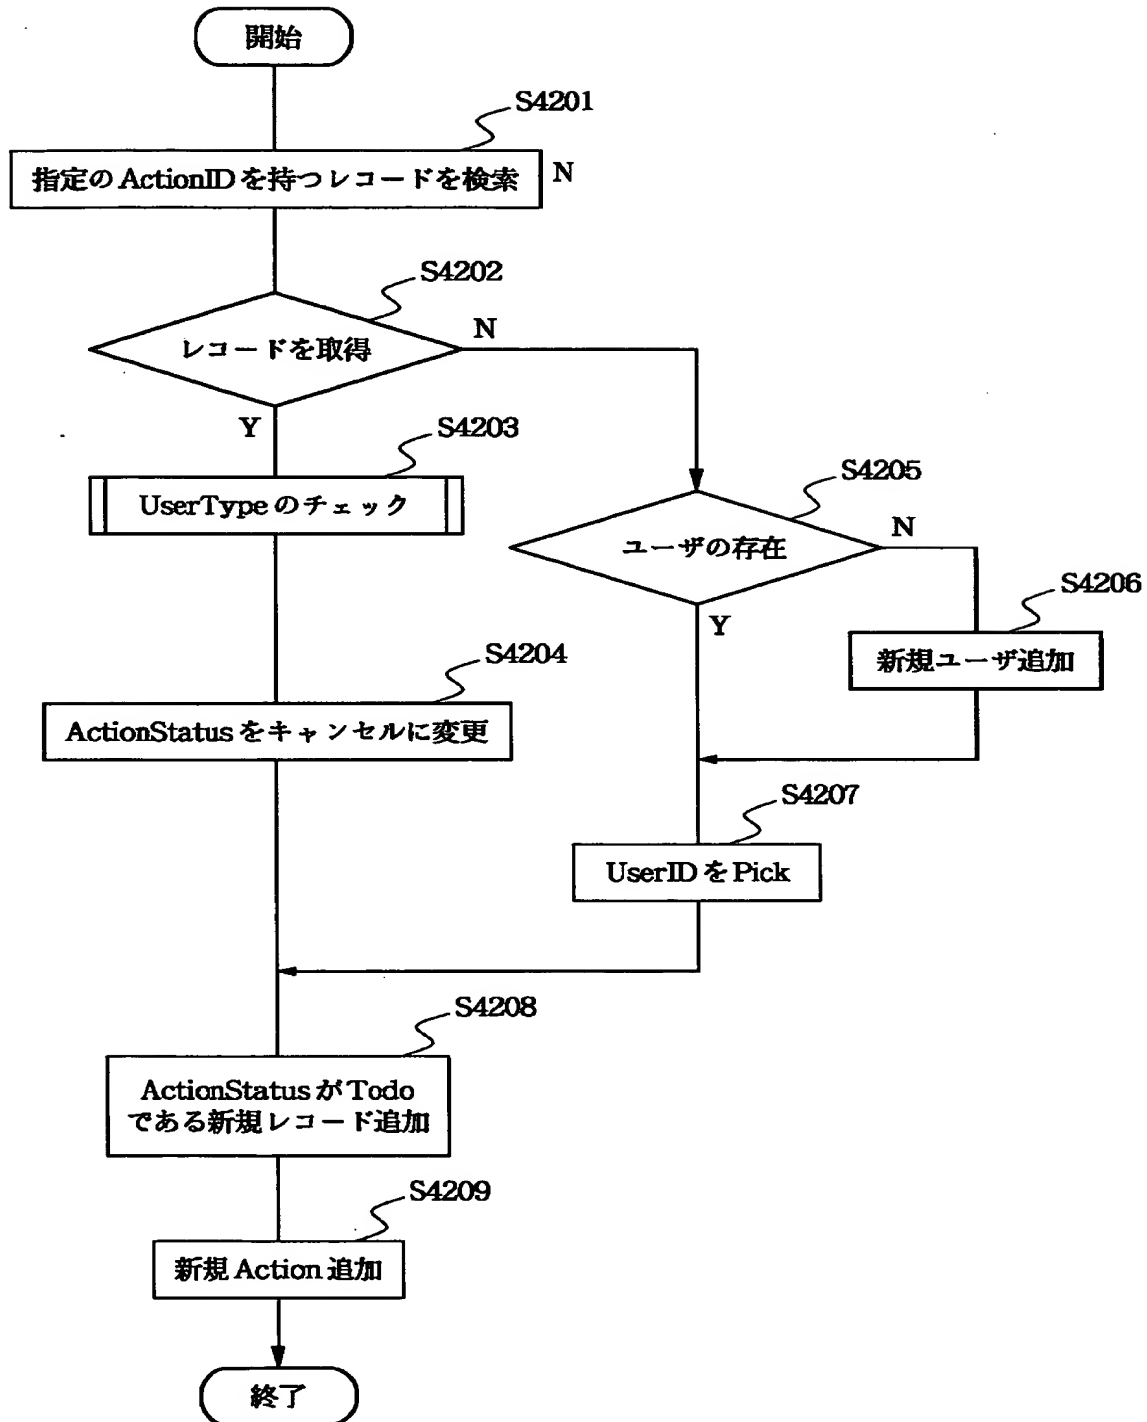 開始
S4201
指定のActionIDを持つレコードを検索
N
S4202
レコードを取得
N
Y
S4203
UserTypeのチェック
S4205
ユーザの存在
N
Y
S4206
新規ユーザ追加
S4204
ActionStatusをキャンセルに変更
S4207
UserIDをPick
S4208
ActionStatusがTodo
である新規レコード追加
S4209
新規Action追加
終了